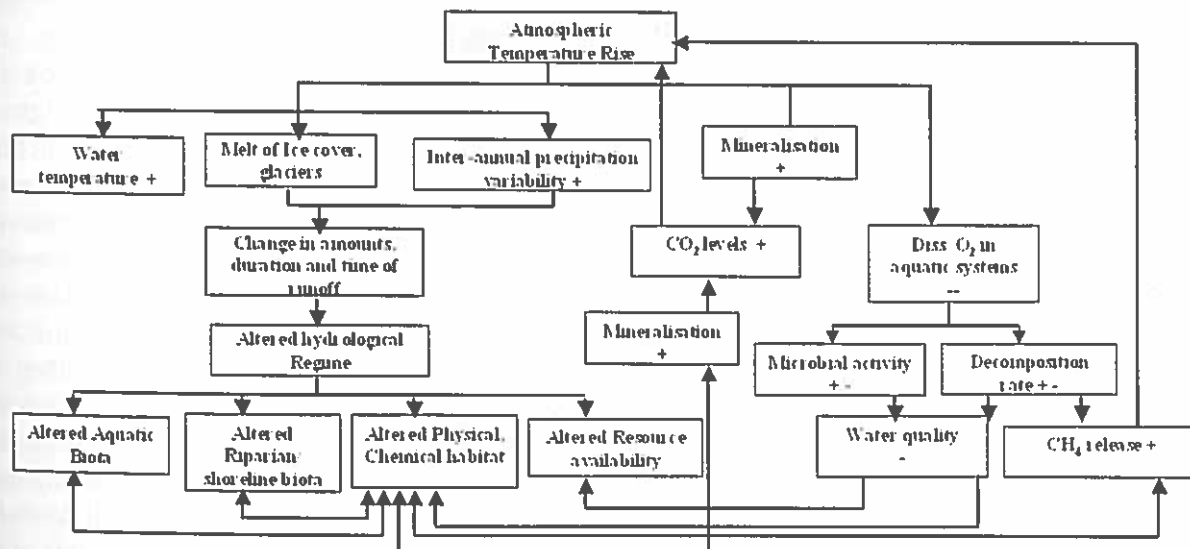 Atmospheric
Temperature Rise
Water
temperature +
Melt of Ice cover,
glaciers
Inter-annual precipitation
variability +
Mineralisation
+
Change in amounts,
duration and time of
runoff
CO₂ levels +
Diss. O₂ in
aquatic systems
--
Altered hydrological
Regime
Mineralisation
+
Microbial activity
+ -
Decomposition
rate + -
Altered Aquatic
Biota
Altered
Riparian/
shoreline biota
Altered Physical,
Chemical habitat
Altered Resource
availability
Water quality
-
CH₄ release +